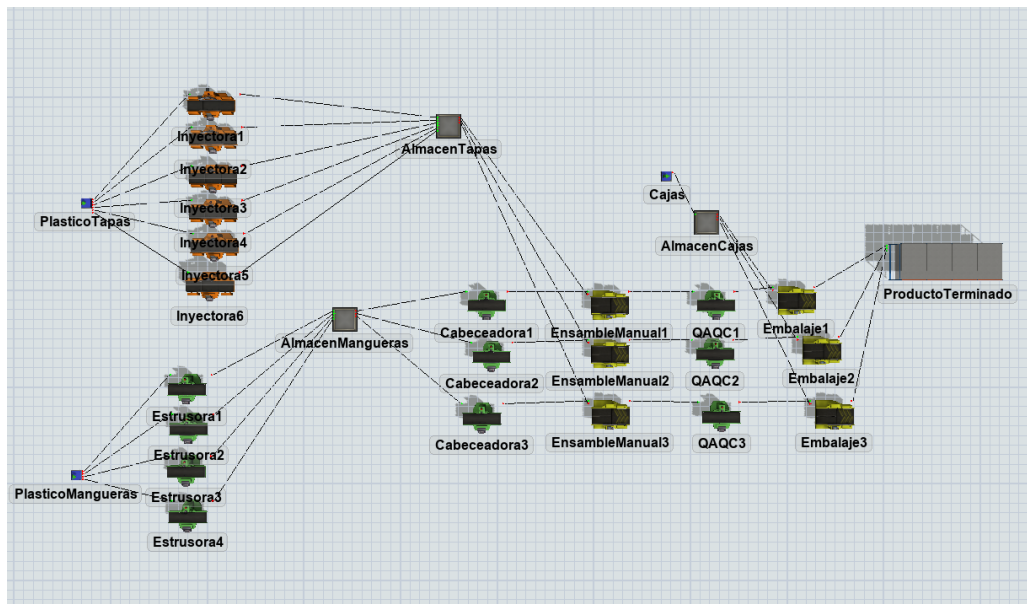 Inyectora1
AlmacenTapas
Inyectora2
Cajas
Inyectora3
PlasticoTapas
Inyectora4
AlmacenCajas
Inyectora5
ProductoTerminado
Inyectora6
AlmacenMangueras
Cabeceadora1
EnsambleManual1
QAQC1
Embalaje1
Cabeceadora2
EnsambleManual2
QAQC2
Embalaje2
Estrusora1
Cabeceadora3
EnsambleManual3
QAQC3
Embalaje3
Estrusora2
PlasticoMangueras
Estrusora3
Estrusora4